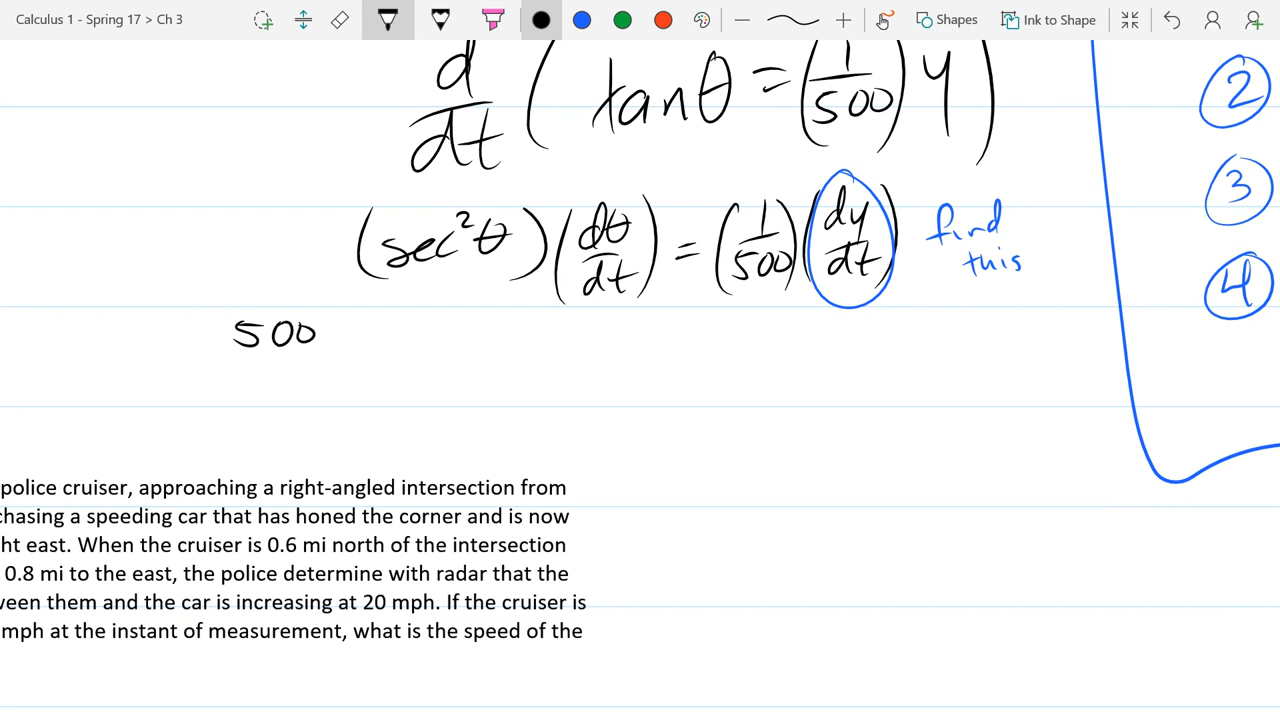 Calculus 1 - Spring 17 > Ch 3
Shapes
Ink to Shape
d/dt ( tanθ = (1/500) y )
2
3
(sec²θ)(dθ/dt) = (1/500)(dy/dt) find this
4
500
police cruiser, approaching a right-angled intersection from
chasing a speeding car that has honed the corner and is now
ht east. When the cruiser is 0.6 mi north of the intersection
0.8 mi to the east, the police determine with radar that the
ween them and the car is increasing at 20 mph. If the cruiser is
mph at the instant of measurement, what is the speed of the